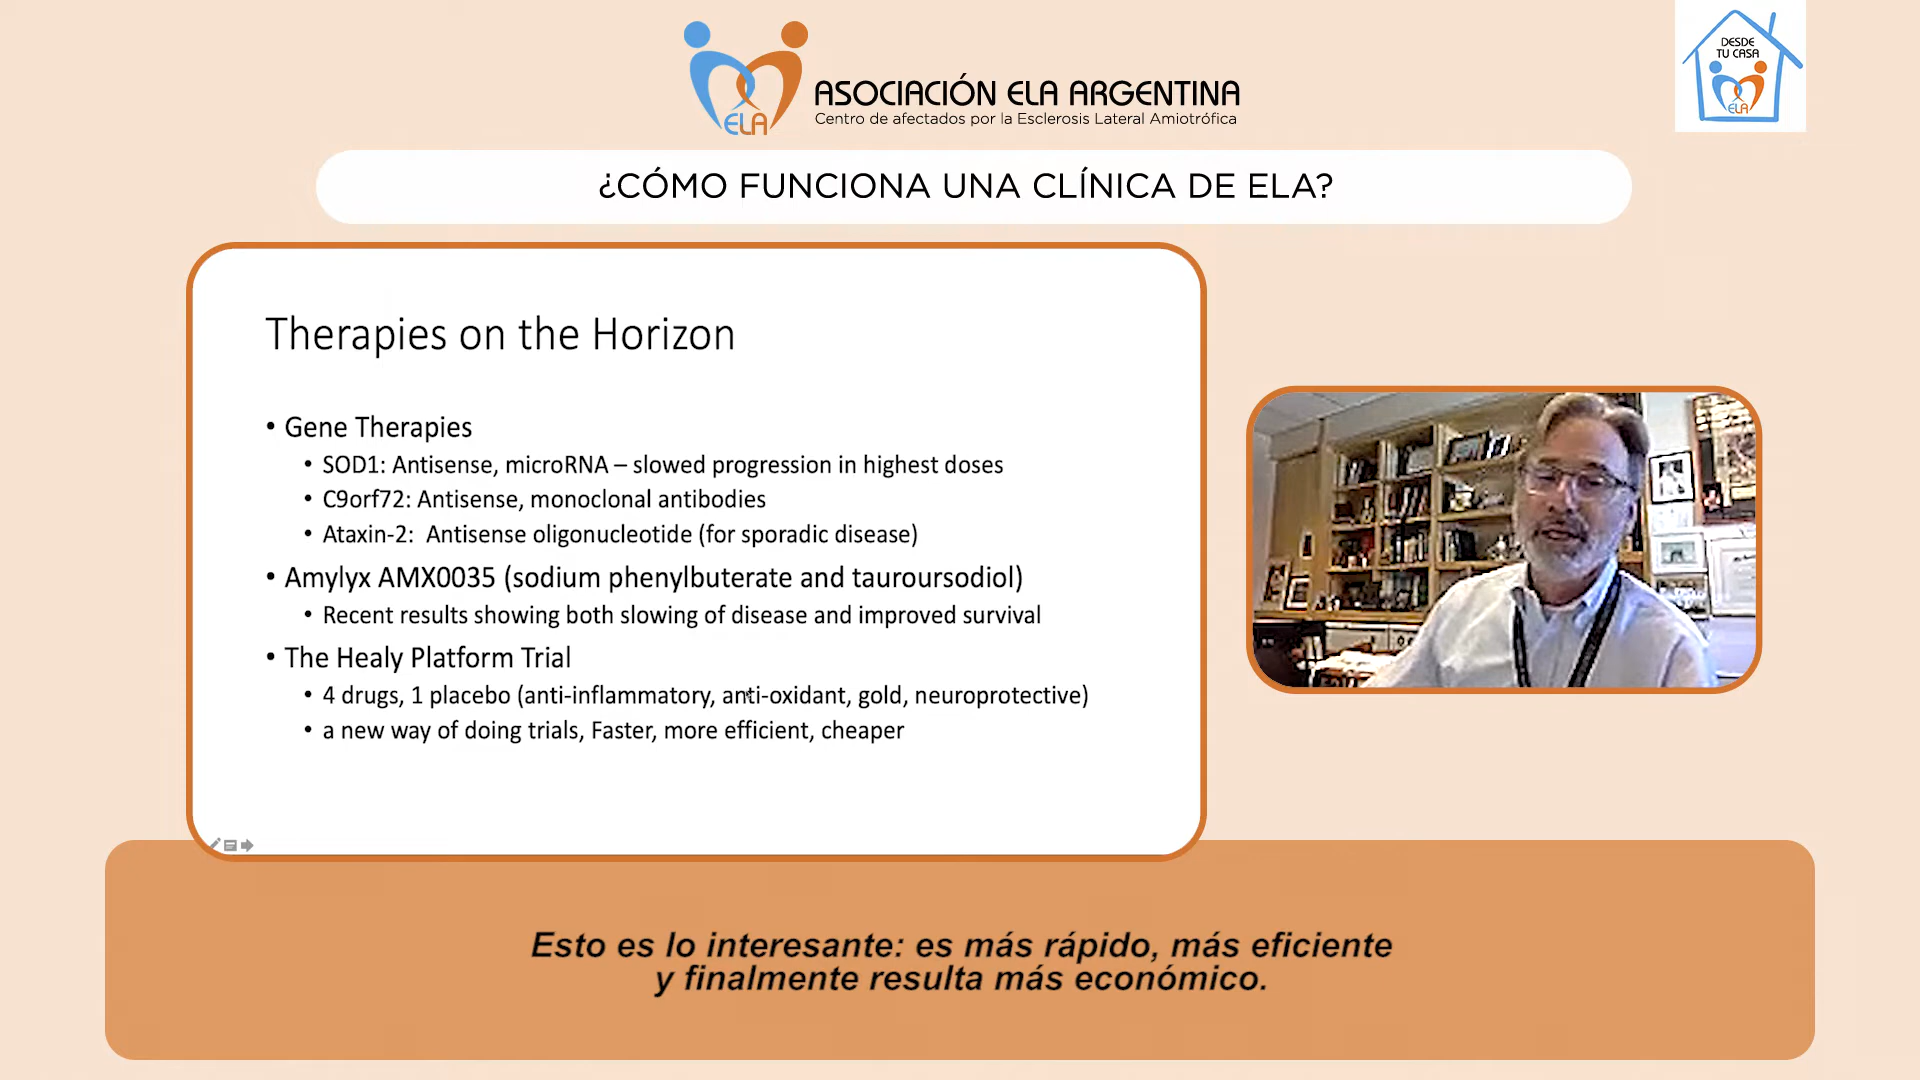 ASOCIACIÓN ELA ARGENTINA
Centro de afectados por la Esclerosis Lateral Amiotrófica
ELA
DESDE
TU CASA
ELA
¿CÓMO FUNCIONA UNA CLÍNICA DE ELA?
Therapies on the Horizon
• Gene Therapies
• SOD1: Antisense, microRNA – slowed progression in highest doses
• C9orf72: Antisense, monoclonal antibodies
• Ataxin-2: Antisense oligonucleotide (for sporadic disease)
• Amylyx AMX0035 (sodium phenylbuterate and tauroursodiol)
• Recent results showing both slowing of disease and improved survival
• The Healy Platform Trial
• 4 drugs, 1 placebo (anti-inflammatory, anti-oxidant, gold, neuroprotective)
• a new way of doing trials, Faster, more efficient, cheaper
Esto es lo interesante: es más rápido, más eficiente
y finalmente resulta más económico.